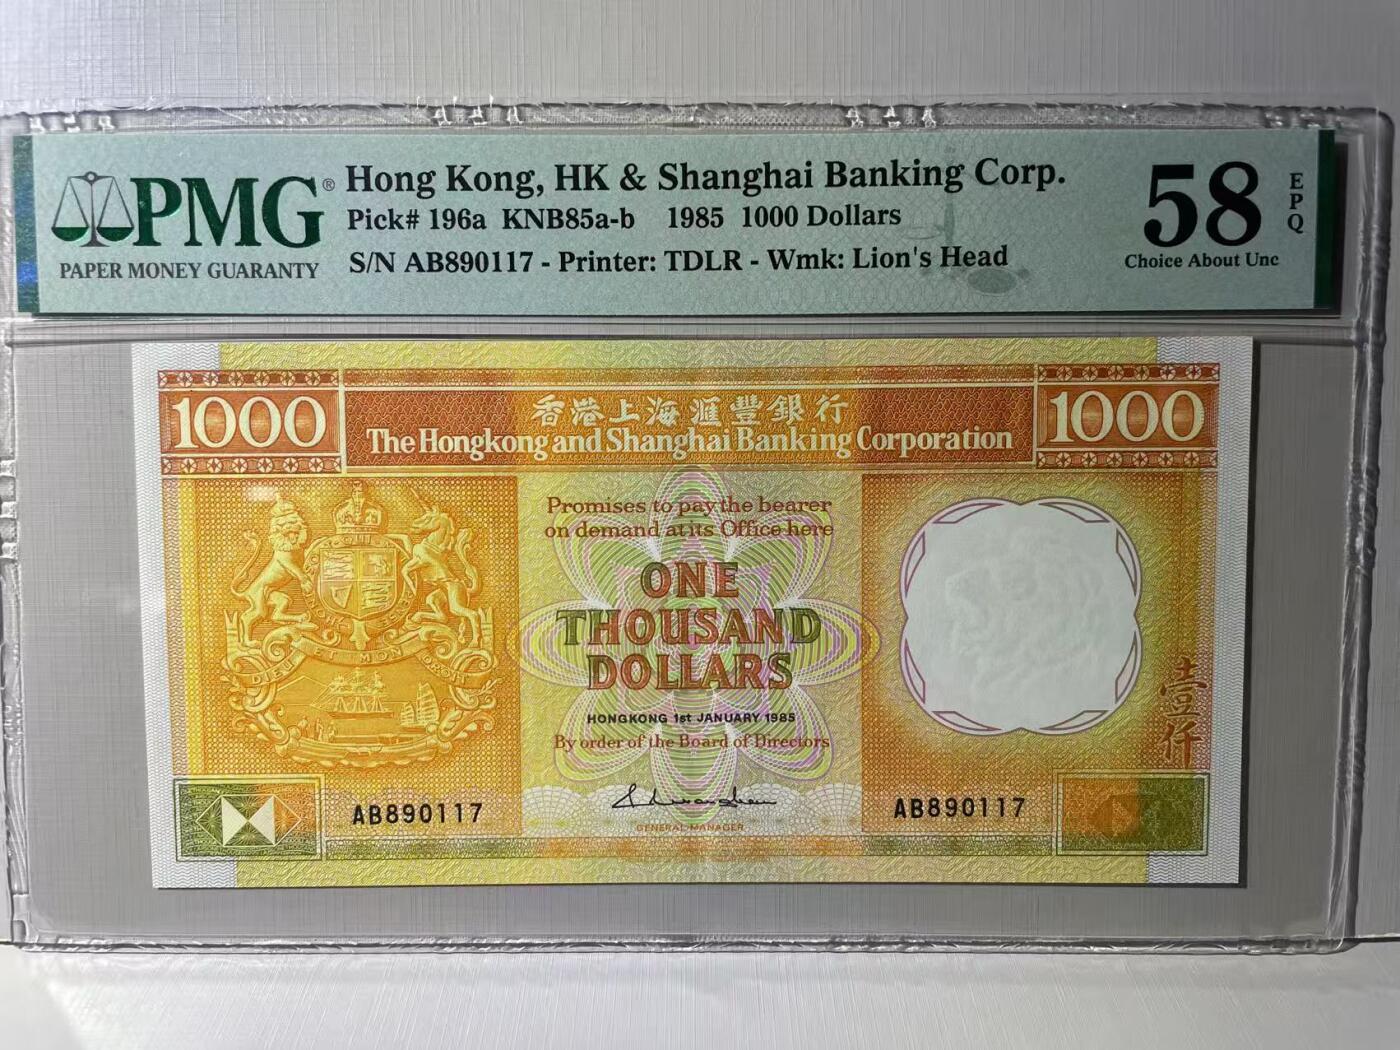 PMG®
PAPER MONEY GUARANTY
Hong Kong, HK & Shanghai Banking Corp.
Pick# 196a KNB85a-b 1985 1000 Dollars
S/N AB890117 - Printer: TDLR - Wmk: Lion's Head
58
EPQ
Choice About Unc
1000
香港上海滙豐銀行
The Hongkong and Shanghai Banking Corporation
1000
Promises to pay the bearer
on demand at its Office here
ONE
THOUSAND
DOLLARS
HONGKONG 1st JANUARY 1985
By order of the Board of Directors
GENERAL MANAGER
DIEU ET MON DROIT
壹仟
AB890117
AB890117